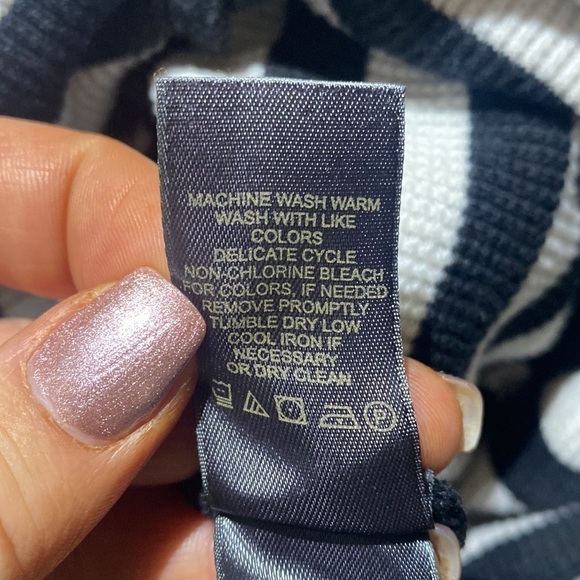 MACHINE WASH WARM
WASH WITH LIKE
COLORS
DELICATE CYCLE
NON-CHLORINE BLEACH
FOR COLORS, IF NEEDED
REMOVE PROMPTLY
TUMBLE DRY LOW
COOL IRON IF
NECESSARY
OR DRY CLEAN
P